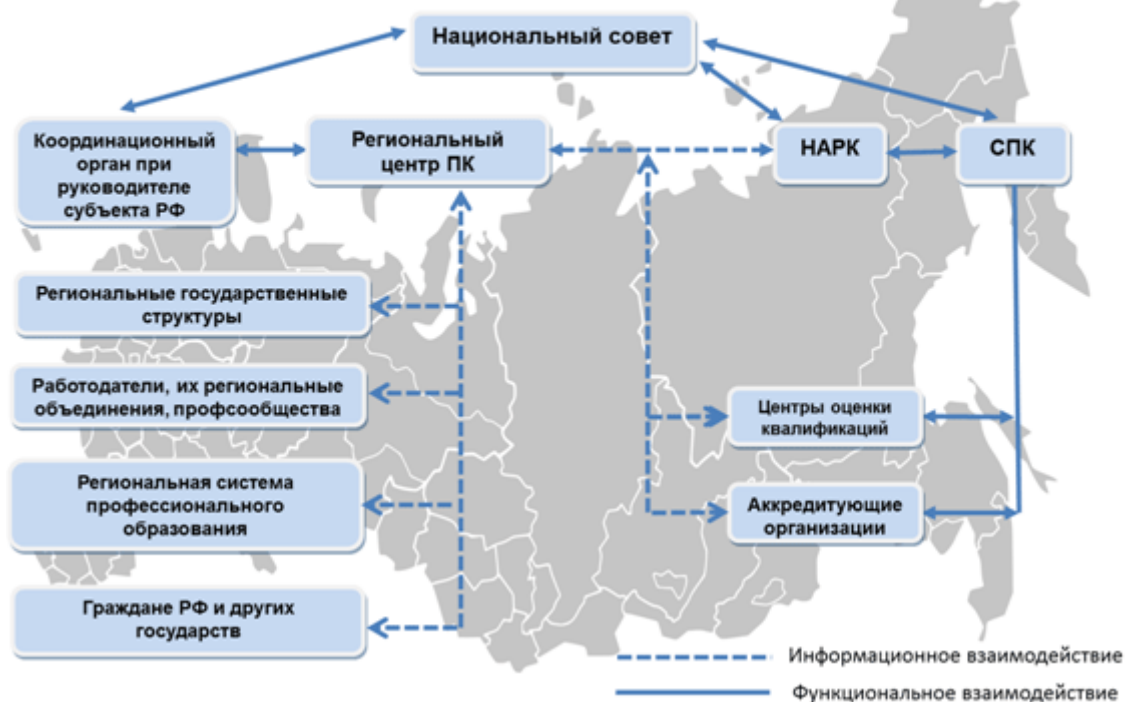 Национальный совет
Координационный
орган при
руководителе
субъекта РФ
Региональный
центр ПК
НАРК
СПК
Региональные государственные
структуры
Работодатели, их региональные
объединения, профсообщества
Региональная система
профессионального
образования
Граждане РФ и других
государств
Центры оценки
квалификаций
Аккредитующие
организации
Информационное взаимодействие
Функциональное взаимодействие